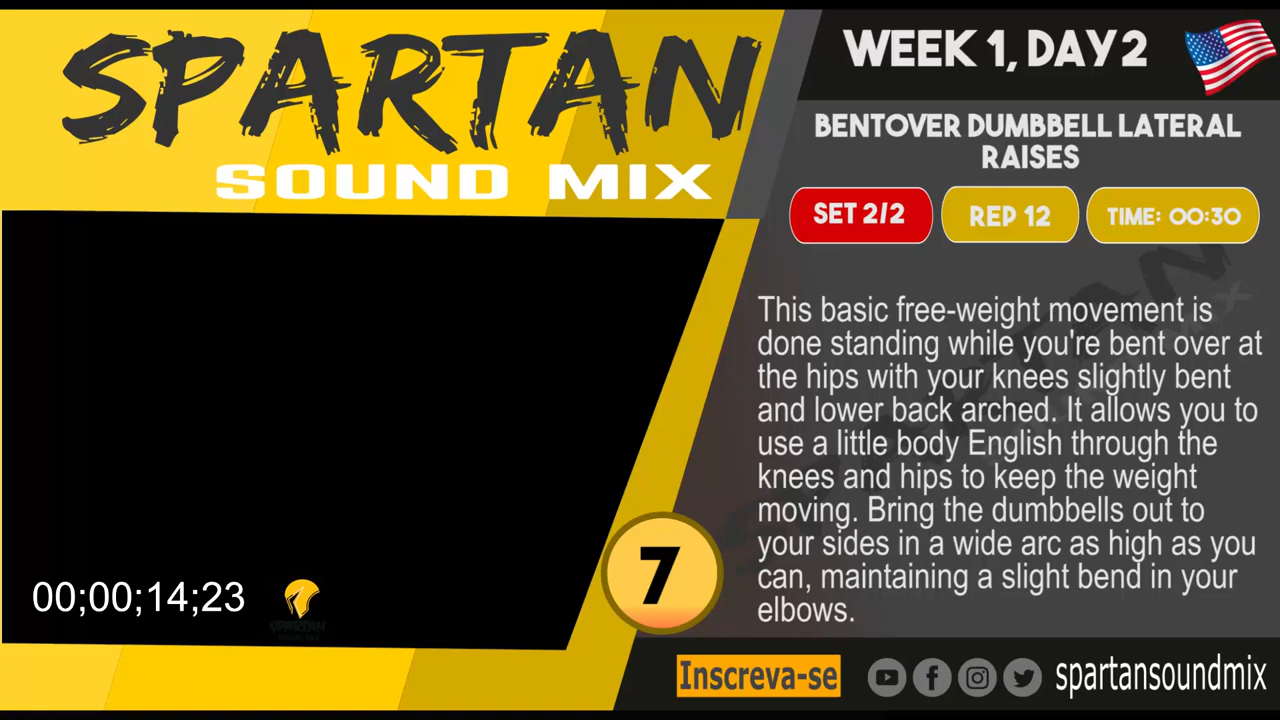 SPARTAN
SOUND MIX
WEEK 1, DAY 2
BENTOVER DUMBBELL LATERAL
RAISES
SET 2/2
REP 12
TIME: 00:30
This basic free-weight movement is
done standing while you're bent over at
the hips with your knees slightly bent
and lower back arched. It allows you to
use a little body English through the
knees and hips to keep the weight
moving. Bring the dumbbells out to
your sides in a wide arc as high as you
can, maintaining a slight bend in your
elbows.
00;00;14;23
SPARTAN
SOUND MIX
7
Inscreva-se
spartansoundmix